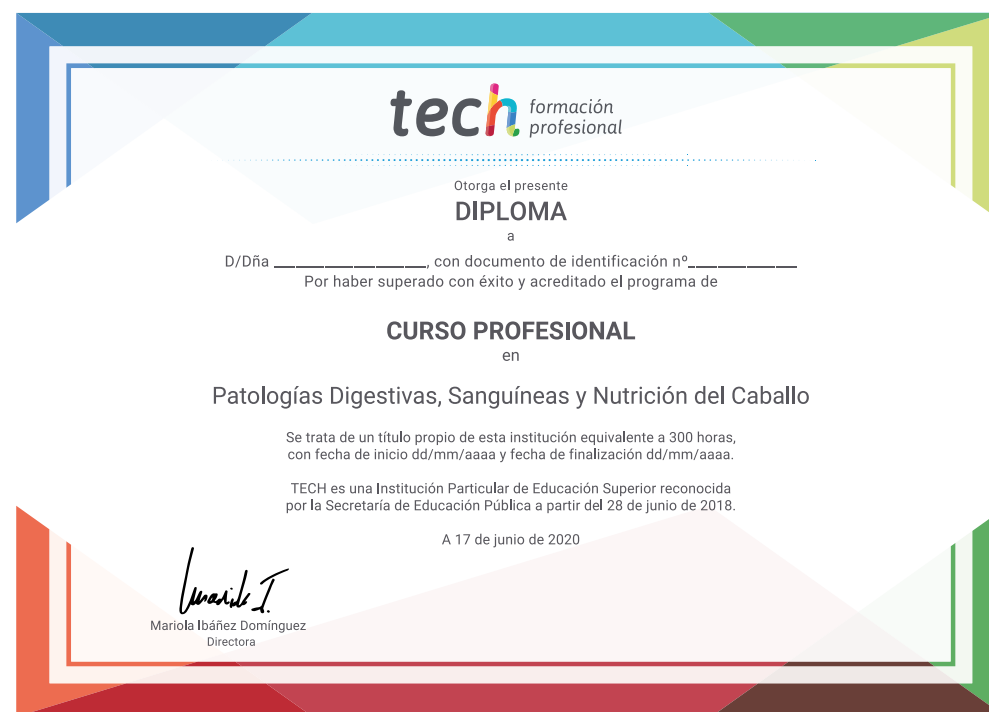 tech formación
profesional
Otorga el presente
DIPLOMA
a
D/Dña ____________________, con documento de identificación nº______________
Por haber superado con éxito y acreditado el programa de
CURSO PROFESIONAL
en
Patologías Digestivas, Sanguíneas y Nutrición del Caballo
Se trata de un título propio de esta institución equivalente a 300 horas,
con fecha de inicio dd/mm/aaaa y fecha de finalización dd/mm/aaaa.
TECH es una Institución Particular de Educación Superior reconocida
por la Secretaría de Educación Pública a partir del 28 de junio de 2018.
A 17 de junio de 2020
Mariola Ibáñez Domínguez
Directora